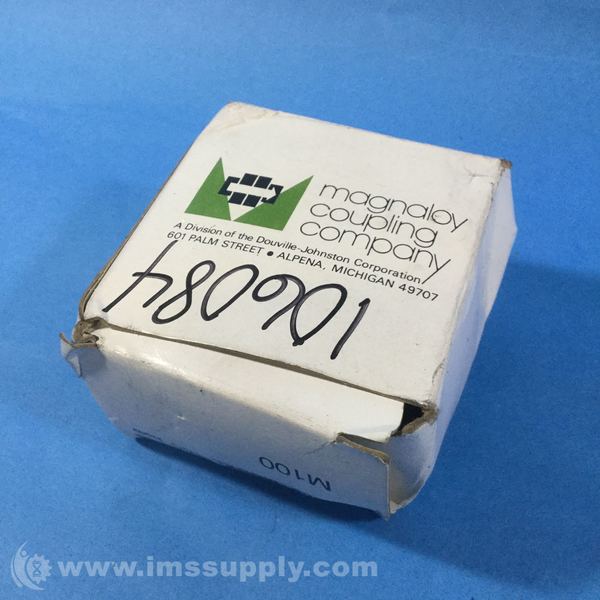 magnaloy
coupling
company
A Division of the Douville-Johnston Corporation
601 PALM STREET • ALPENA, MICHIGAN 49707
106084
M100
www.imssupply.com